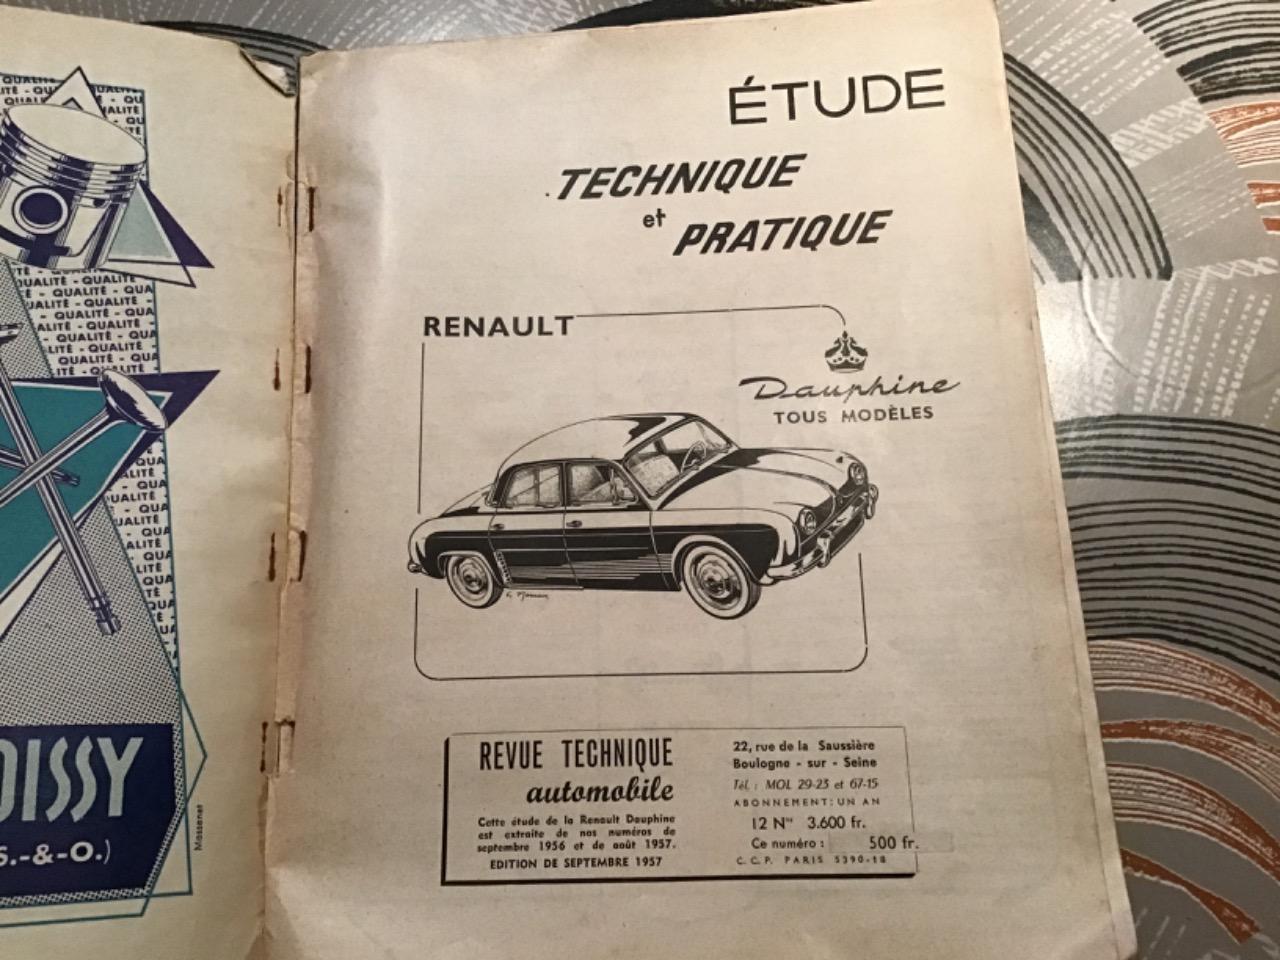 ÉTUDE
TECHNIQUE
et
PRATIQUE
RENAULT
Dauphine
TOUS MODÈLES
REVUE TECHNIQUE
automobile
Cette étude de la Renault Dauphine
est extraite de nos numéros de
septembre 1956 et de août 1957.
EDITION DE SEPTEMBRE 1957
22, rue de la Saussière
Boulogne - sur - Seine
Tél. : MOL 29-23 et 67-15
ABONNEMENT: UN AN
12 Nos 3.600 fr.
Ce numéro : 500 fr.
C.C.P. PARIS 5390-18
QUALITÉ - QUALITÉ
OISSY
S.-&-O.)
Massenet